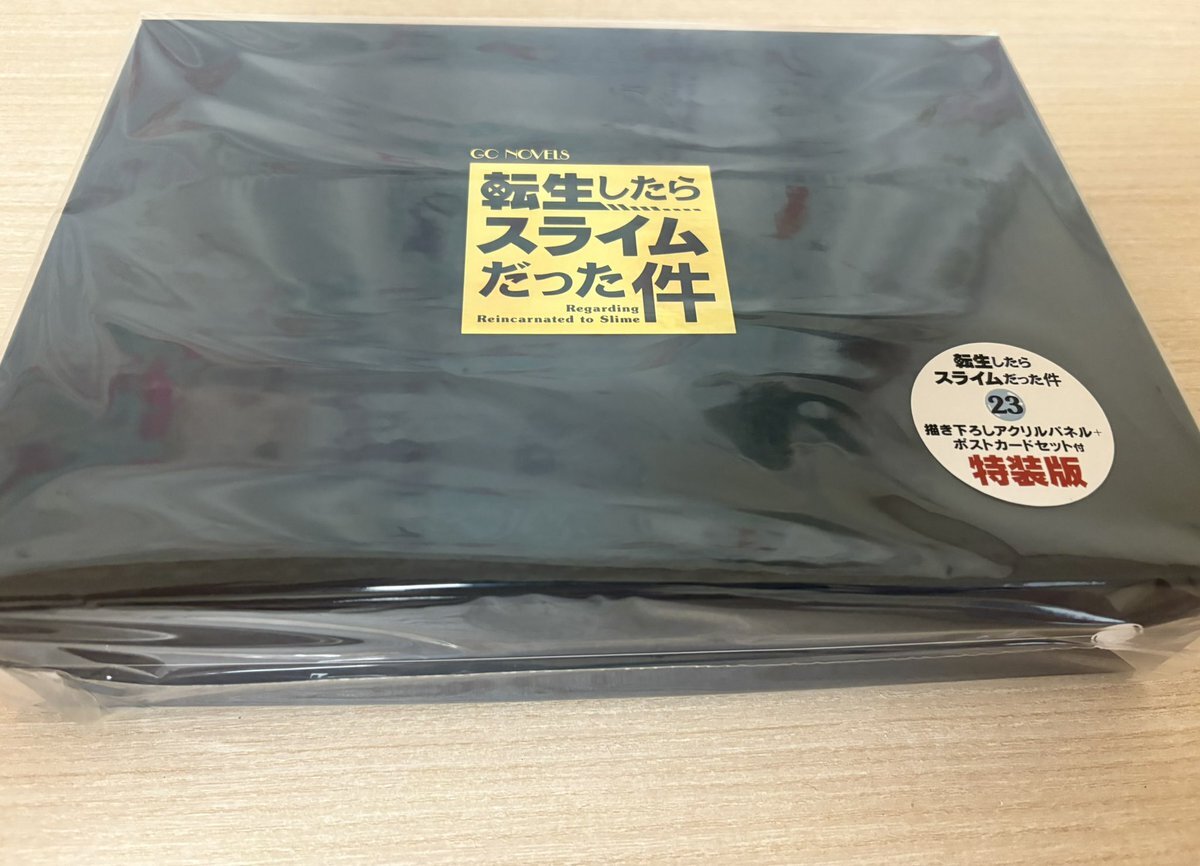 GC NOVELS
転生したら
スライム
だった件
Regarding
Reincarnated to Slime
転生したら
スライムだった件
23
描き下ろしアクリルパネル+
ポストカードセット付
特装版